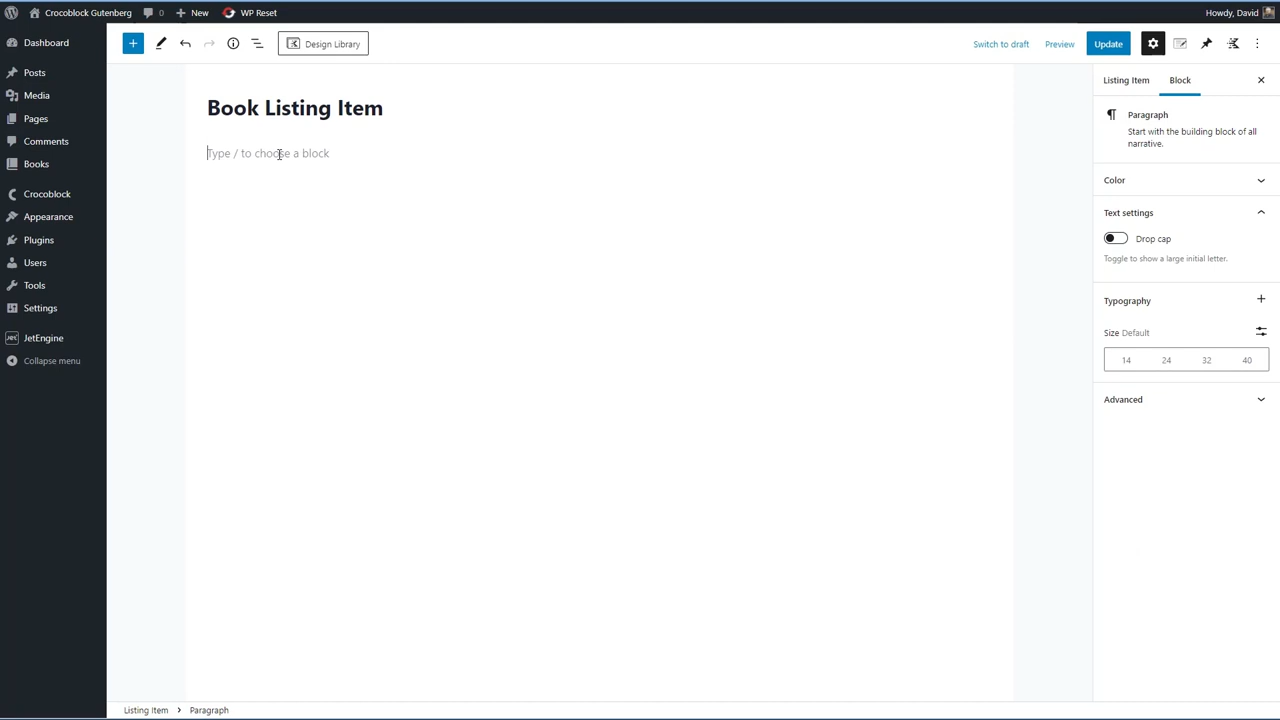 Crocoblock Gutenberg 0 New WP Reset Howdy, David
Dashboard
Posts
Media
Pages
Comments
Books
Crocoblock
Appearance
Plugins
Users
Tools
Settings
JetEngine
Collapse menu
Design Library
Switch to draft Preview Update
Book Listing Item
Type / to choose a block
Listing Item Block
Paragraph
Start with the building block of all
narrative.
Color
Text settings
Drop cap
Toggle to show a large initial letter.
Typography
Size Default
14 24 32 40
Advanced
Listing Item > Paragraph